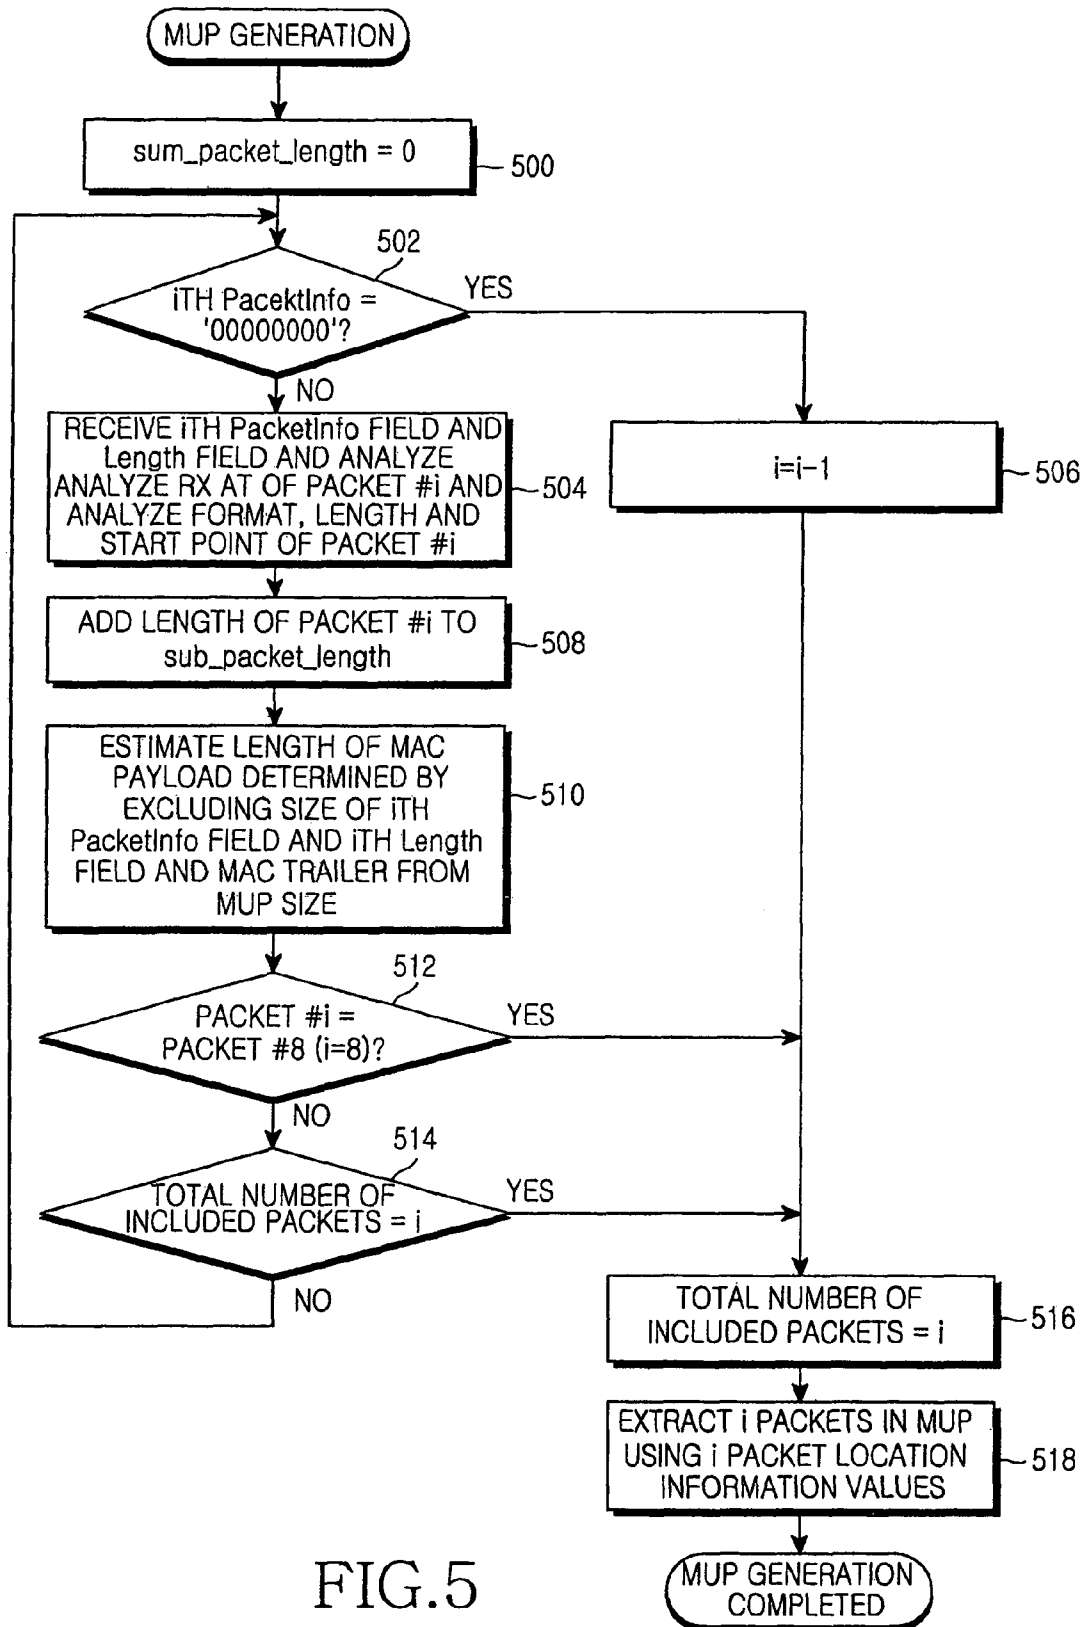 MUP GENERATION
sum_packet_length = 0
500
502
iTH PacektInfo =
'00000000'?
YES
NO
RECEIVE iTH PacketInfo FIELD AND
Length FIELD AND ANALYZE
ANALYZE RX AT OF PACKET #i AND
ANALYZE FORMAT, LENGTH AND
START POINT OF PACKET #i
504
i=i-1
506
ADD LENGTH OF PACKET #i TO
sub_packet_length
508
ESTIMATE LENGTH OF MAC
PAYLOAD DETERMINED BY
EXCLUDING SIZE OF iTH
PacketInfo FIELD AND iTH Length
FIELD AND MAC TRAILER FROM
MUP SIZE
510
512
PACKET #i =
PACKET #8 (i=8)?
YES
NO
514
TOTAL NUMBER OF
INCLUDED PACKETS = i
YES
NO
TOTAL NUMBER OF
INCLUDED PACKETS = i
516
EXTRACT i PACKETS IN MUP
USING i PACKET LOCATION
INFORMATION VALUES
518
MUP GENERATION
COMPLETED
FIG.5